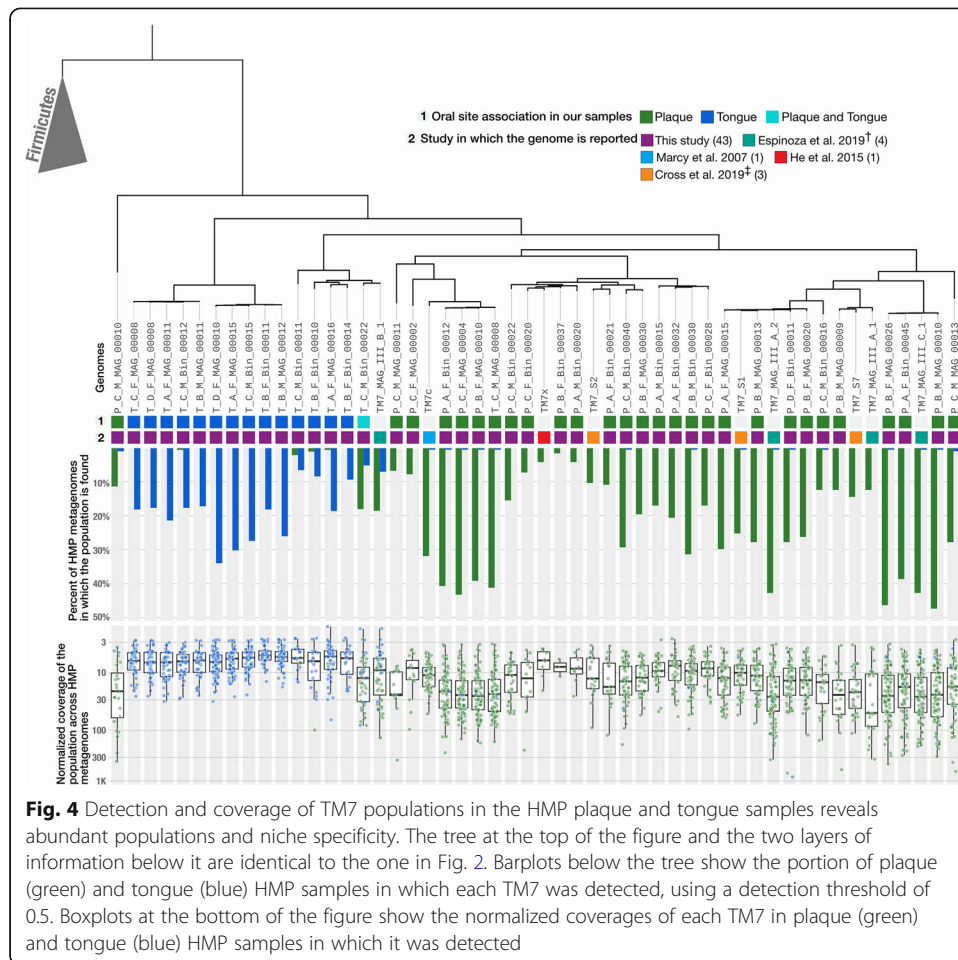 Firmicutes
1 Oral site association in our samples Plaque Tongue Plaque and Tongue
2 Study in which the genome is reported This study (43) Espinoza et al. 2019† (4)
Marcy et al. 2007 (1) He et al. 2015 (1)
Cross et al. 2019‡ (3)
Genomes
P_C_M_MAG_00010
T_C_F_MAG_00008
T_D_F_MAG_00008
T_A_F_MAG_00011
T_C_M_Bin_00012
T_B_M_MAG_00011
T_D_F_MAG_00010
T_A_F_MAG_00015
T_C_M_Bin_00015
T_B_F_Bin_00011
T_B_M_MAG_00012
T_C_M_Bin_00011
T_B_F_Bin_00010
T_A_F_MAG_00016
T_B_F_Bin_00014
T_C_M_Bin_00022
TM7_MAG_III_B_1
P_C_M_MAG_00011
P_C_F_MAG_00002
TM7c
P_A_F_Bin_00012
P_C_F_MAG_00004
P_B_F_MAG_00010
T_C_M_MAG_00008
P_C_M_Bin_00022
P_C_F_Bin_00020
TM7x
P_B_F_Bin_00037
P_A_M_Bin_00020
TM7_S2
P_A_F_Bin_00021
P_C_M_Bin_00040
P_B_M_Bin_00030
P_A_M_Bin_00015
P_A_F_Bin_00032
P_B_F_Bin_00030
P_C_F_Bin_00028
P_A_F_MAG_00015
TM7_S1
P_B_M_MAG_00013
TM7_MAG_III_A_2
P_D_F_Bin_00011
P_B_F_MAG_00020
P_C_M_Bin_00016
P_B_M_MAG_00009
TM7_S7
TM7_MAG_III_A_1
P_B_F_MAG_00026
P_A_F_Bin_00045
TM7_MAG_III_C_1
P_B_M_MAG_00010
P_C_M_MAG_00013
1
2
Percent of HMP metagenomes
in which the population is found
10%
20%
30%
40%
50%
Normalized coverage of the
population across HMP
metagenomes
3
10
30
100
300
1K
Fig. 4 Detection and coverage of TM7 populations in the HMP plaque and tongue samples reveals
abundant populations and niche specificity. The tree at the top of the figure and the two layers of
information below it are identical to the one in Fig. 2. Barplots below the tree show the portion of plaque
(green) and tongue (blue) HMP samples in which each TM7 was detected, using a detection threshold of
0.5. Boxplots at the bottom of the figure show the normalized coverages of each TM7 in plaque (green)
and tongue (blue) HMP samples in which it was detected